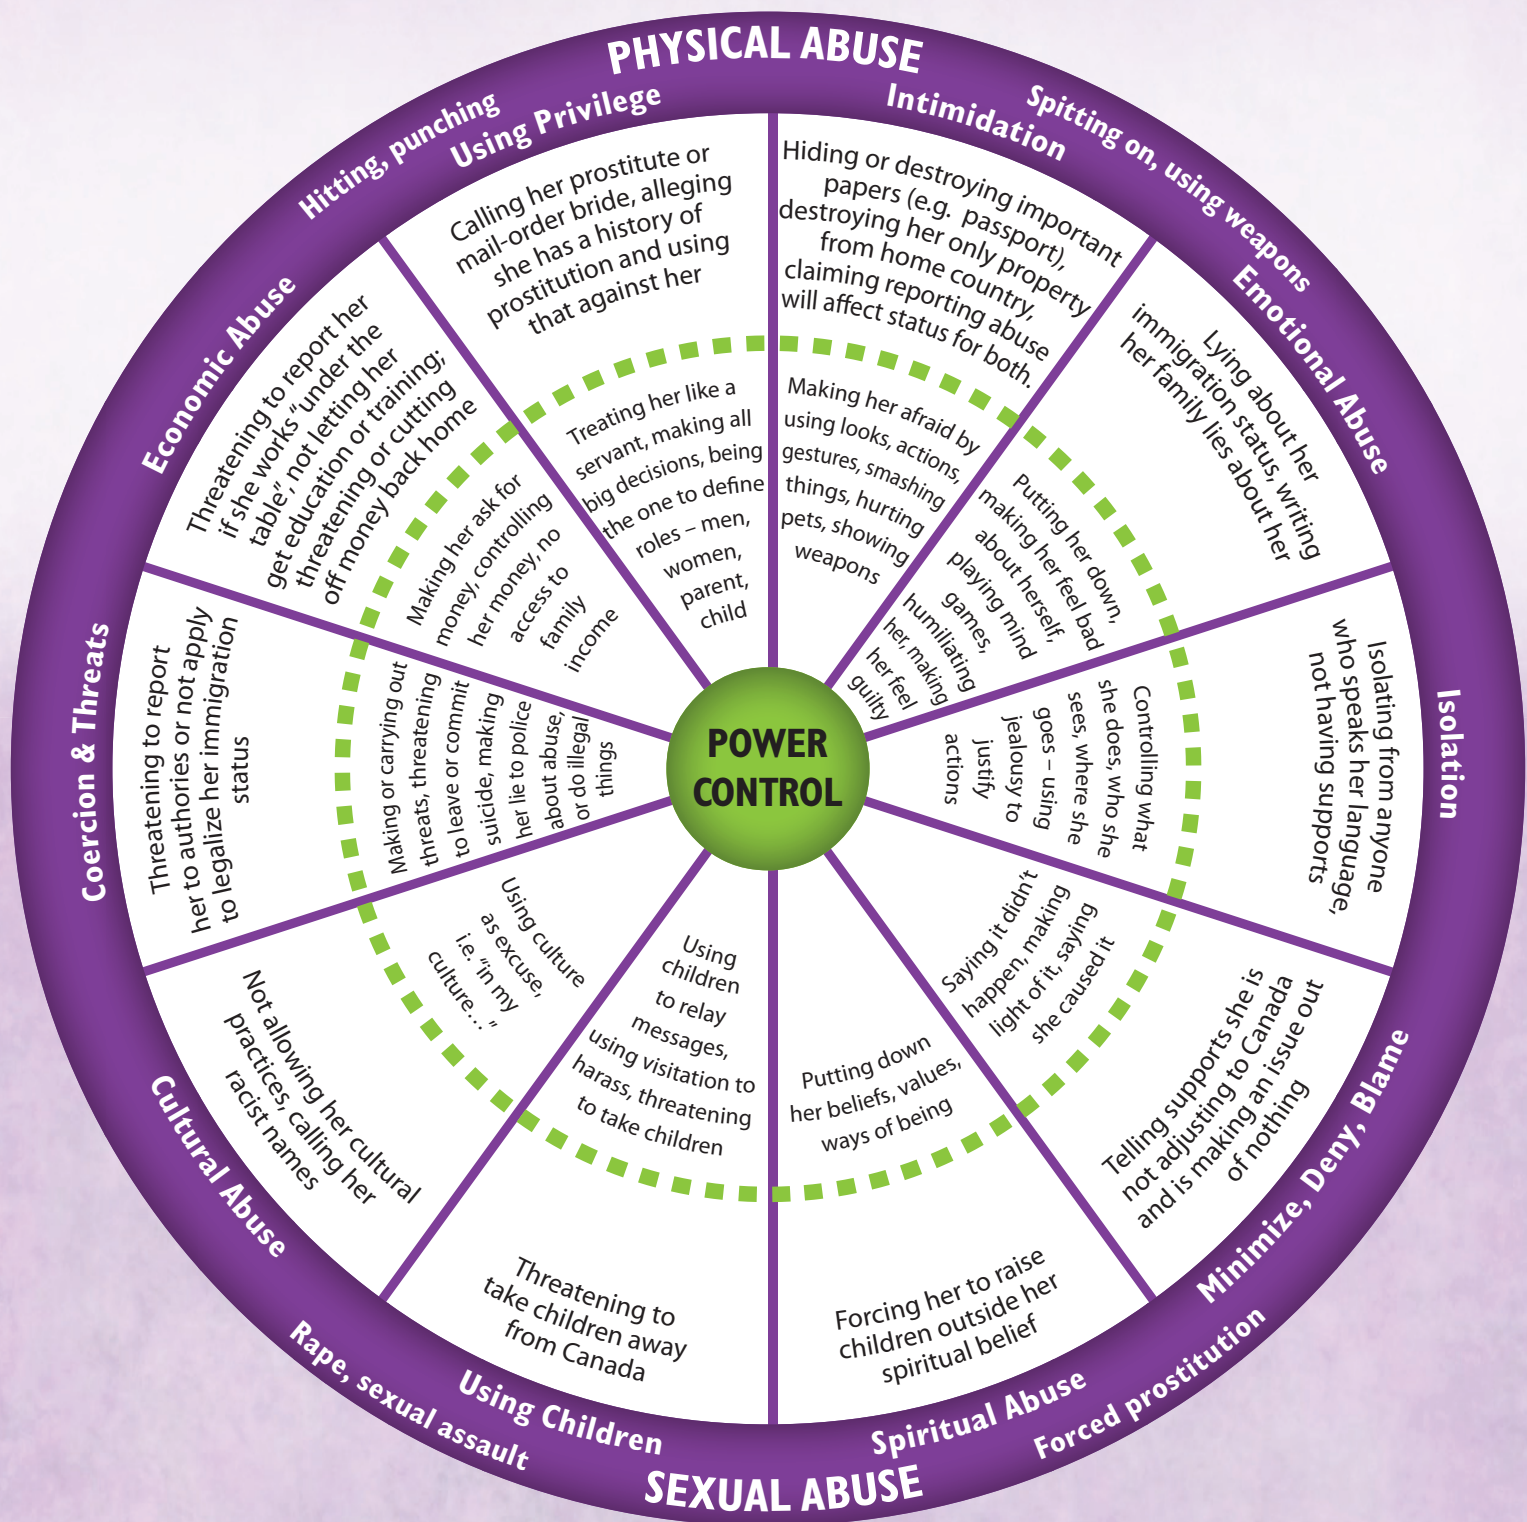 PHYSICAL ABUSE
Hitting, punching
Spitting on, using weapons
Using Privilege
Calling her prostitute or
mail-order bride, alleging
she has a history of
prostitution and using
that against her
Treating her like a
servant, making all
big decisions, being
the one to define
roles – men,
women,
parent,
child
Intimidation
Hiding or destroying important
papers (e.g. passport),
destroying her only property
from home country,
claiming reporting abuse
will affect status for both.
Making her afraid by
using looks, actions,
gestures, smashing
things, hurting
pets, showing
weapons
Emotional Abuse
Lying about her
immigration status, writing
her family lies about her
Putting her down,
making her feel bad
about herself,
playing mind
games,
humiliating
her, making
her feel
guilty
Isolation
Isolating from anyone
who speaks her language,
not having supports
Controlling what
she does, who she
sees, where she
goes – using
jealousy to
justify
actions
Minimize, Deny, Blame
Saying it didn't
happen, making
light of it, saying
she caused it
Telling supports she is
not adjusting to Canada
and is making an issue out
of nothing
Spiritual Abuse
Putting down
her beliefs, values,
ways of being
Forcing her to raise
children outside her
spiritual belief
Using Children
Using
children
to relay
messages,
using visitation to
harass, threatening
to take children
Threatening to
take children away
from Canada
Cultural Abuse
Using culture
as excuse,
i.e. "in my
culture…"
Not allowing her cultural
practices, calling her
racist names
Coercion & Threats
Threatening to report
her to authories or not apply
to legalize her immigration
status
Making or carrying out
threats, threatening
to leave or commit
suicide, making
her lie to police
about abuse,
or do illegal
things
Economic Abuse
Threatening to report her
if she works "under the
table", not letting her
get education or training;
threatening or cutting
off money back home
Making her ask for
money, controlling
her money, no
access to
family
income
POWER
CONTROL
Rape, sexual assault
Forced prostitution
SEXUAL ABUSE